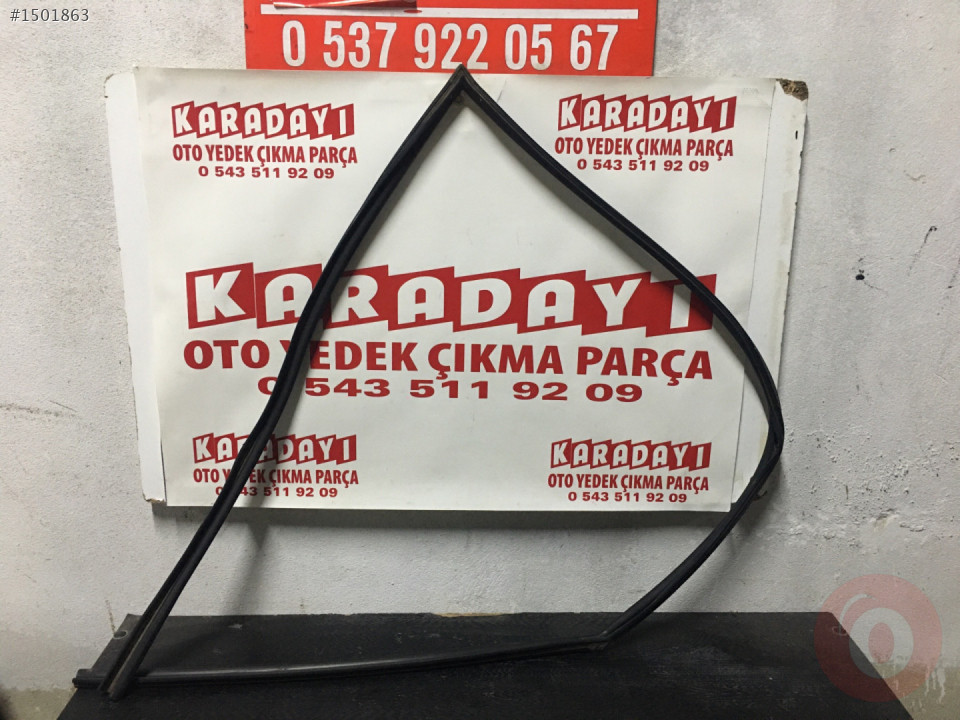 #1501863
0 537 922 05 67
KARADAYI
OTO YEDEK ÇIKMA PARÇA
0 543 511 92 09
KARADAYI
OTO YEDEK ÇIKMA PARÇA
0 543 511 92 09
KARADAYI
OTO YEDEK ÇIKMA PARÇA
0 543 511 92 09
KARADAYI
OTO YEDEK ÇIKMA PARÇA
0 543 511 92 09
KARADAYI
OTO YEDEK ÇIKMA PARÇA
0 543 511 92 09